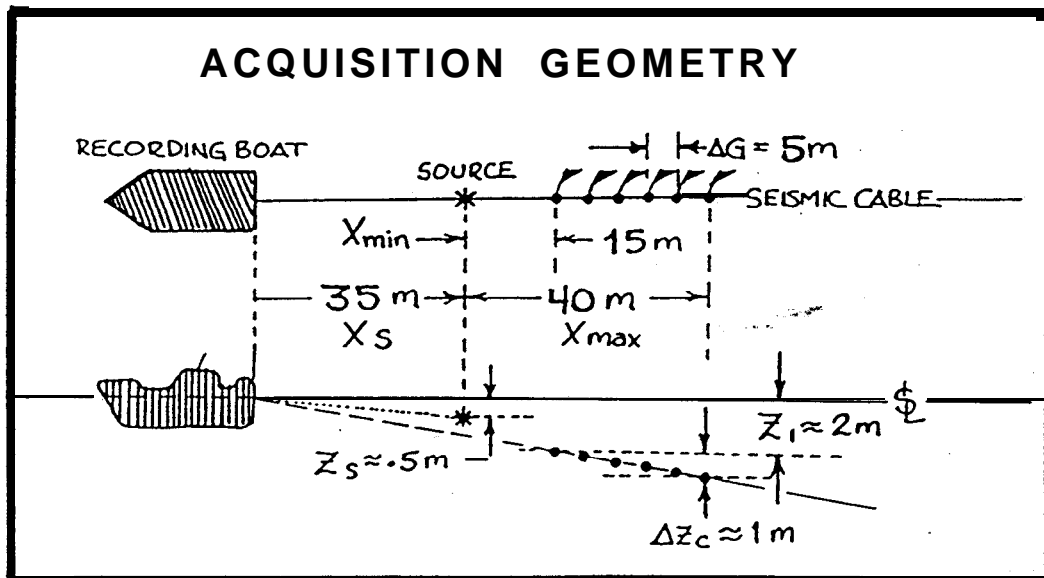 ACQUISITION GEOMETRY
RECORDING BOAT
SOURCE
ΔG = 5m
SEISMIC CABLE
Xmin
15m
35m
Xs
40m
Xmax
Zs≈.5m
Z₁≈2m
ΔZc≈1m